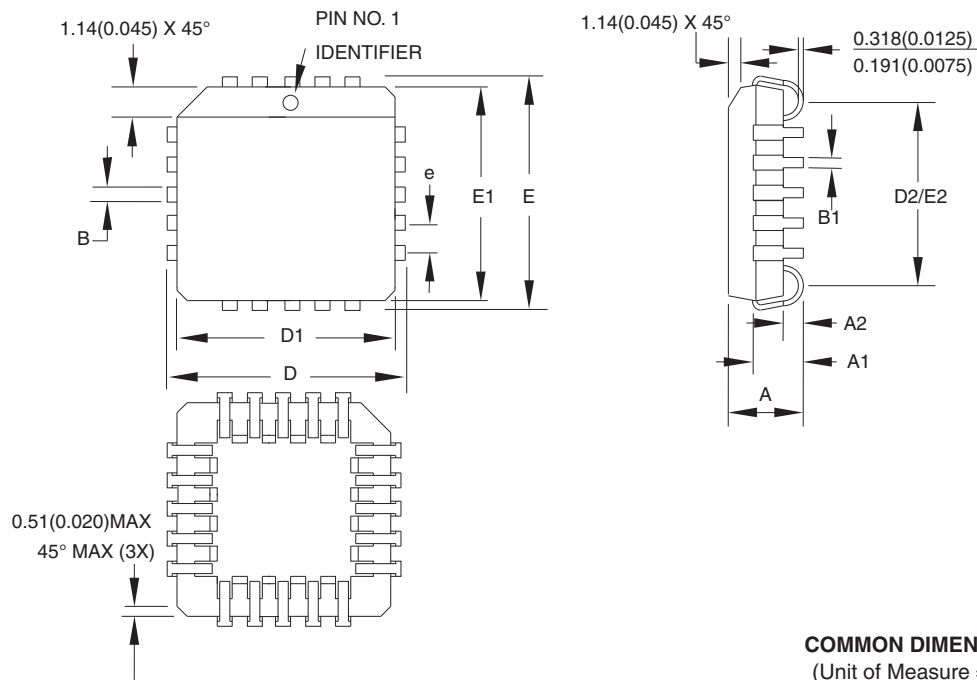 1.14(0.045) X 45°
PIN NO. 1
IDENTIFIER
1.14(0.045) X 45°
0.318(0.0125)
0.191(0.0075)
e
E1
E
B
D2/E2
B1
D1
D
A2
A1
A
0.51(0.020)MAX
45° MAX (3X)
COMMON DIMEN
(Unit of Measure